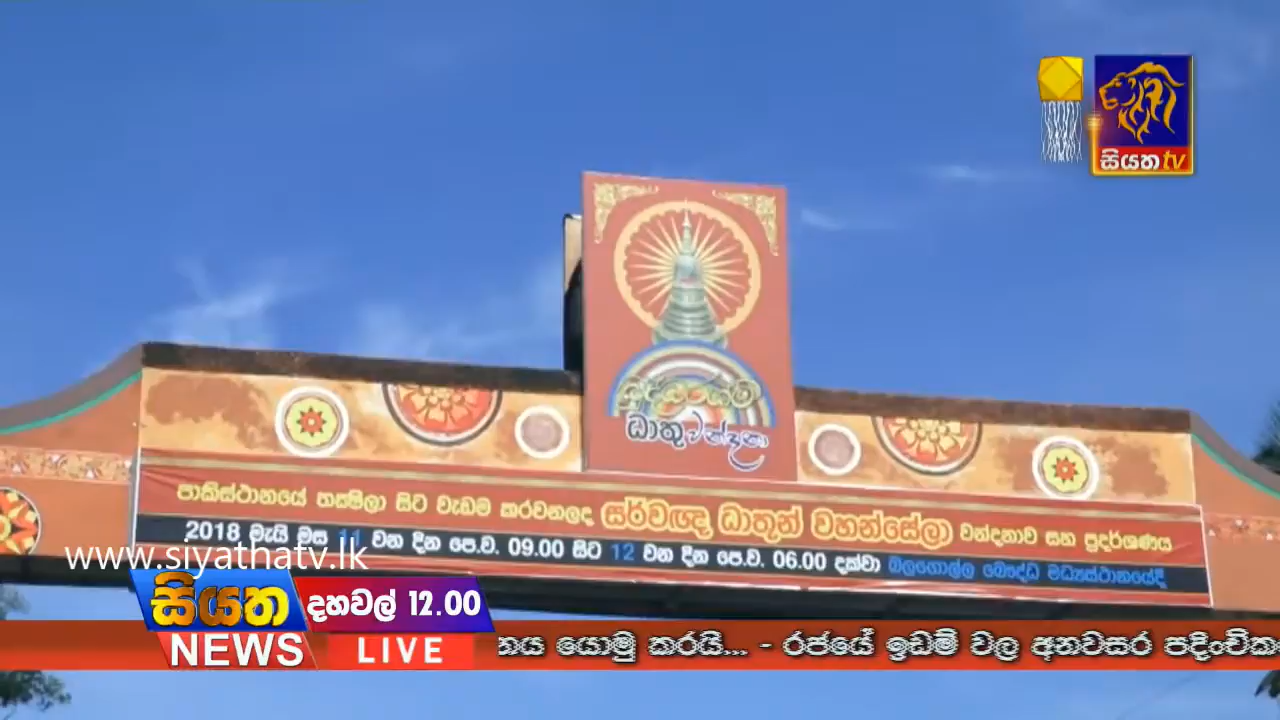 සියත tv
ධාතු වන්දනා
පාකිස්ථානයේ තක්සිලා සිට වැඩම කරවනලද සර්වඥ ධාතුන් වහන්සේලා වන්දනාව සහ ප්‍රදර්ශණය
2018 මැයි මස 11 වන දින පෙ.ව. 09.00 සිට 12 වන දින පෙ.ව. 06.00 දක්වා බලගොල්ල බෞද්ධ මධ්‍යස්ථානයේදී
www.siyathatv.lk
සියත දහවල් 12.00
NEWS LIVE
තය යොමු කරයි... - රජයේ ඉඩම් වල අනවසර පදිංචික